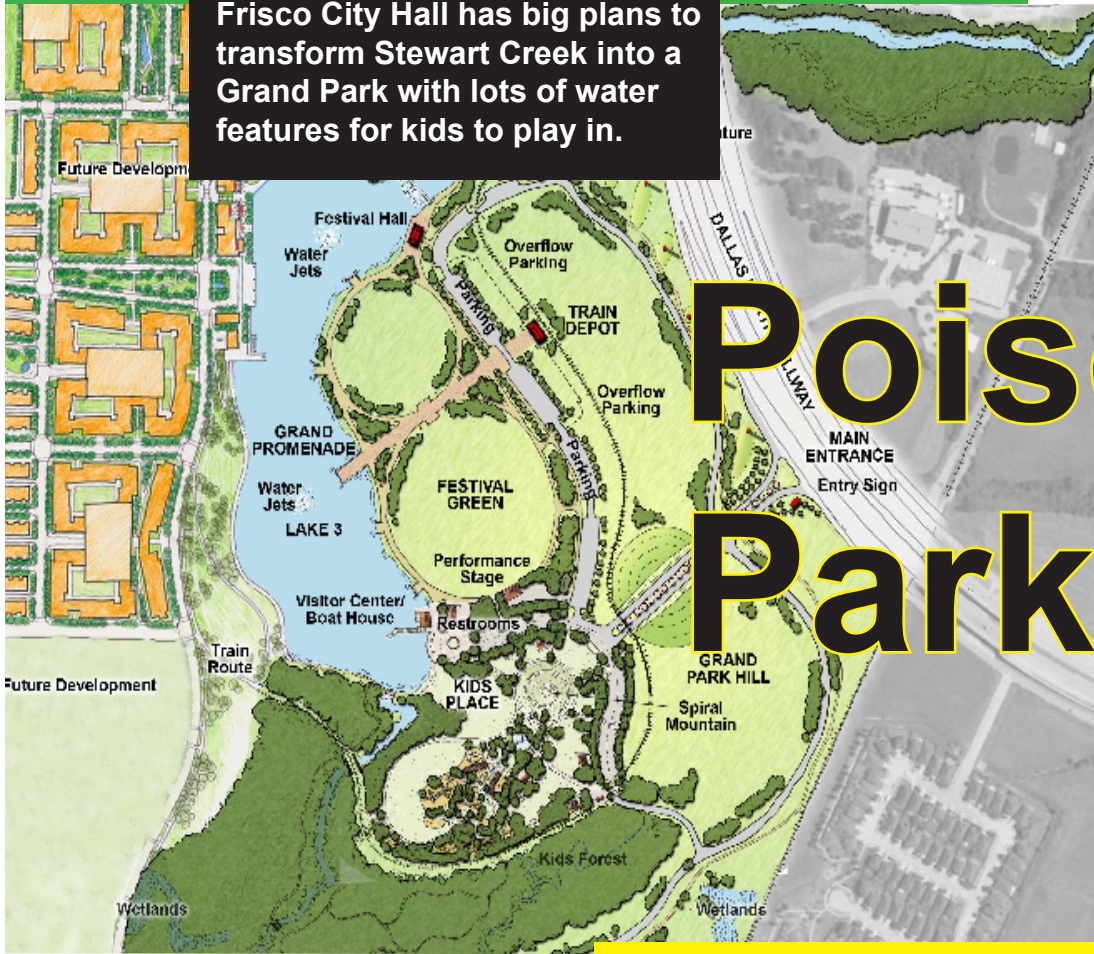 Frisco City Hall has big plans to
transform Stewart Creek into a
Grand Park with lots of water
features for kids to play in.
Future Developm
Festival Hall
Water
Jets
Overflow
Parking
Parking
TRAIN
DEPOT
DALLAS
LLWAY
Pois
Overflow
Parking
GRAND
PROMENADE
MAIN
ENTRANCE
Entry Sign
Parking
Water
Jets
LAKE 3
FESTIVAL
GREEN
Performance
Stage
Park
Visitor Center/
Boat House
Restrooms
Train
Route
Future Development
KIDS
PLACE
GRAND
PARK HILL
Spiral
Mountain
Kids Forest
Wetlands
Wetlands